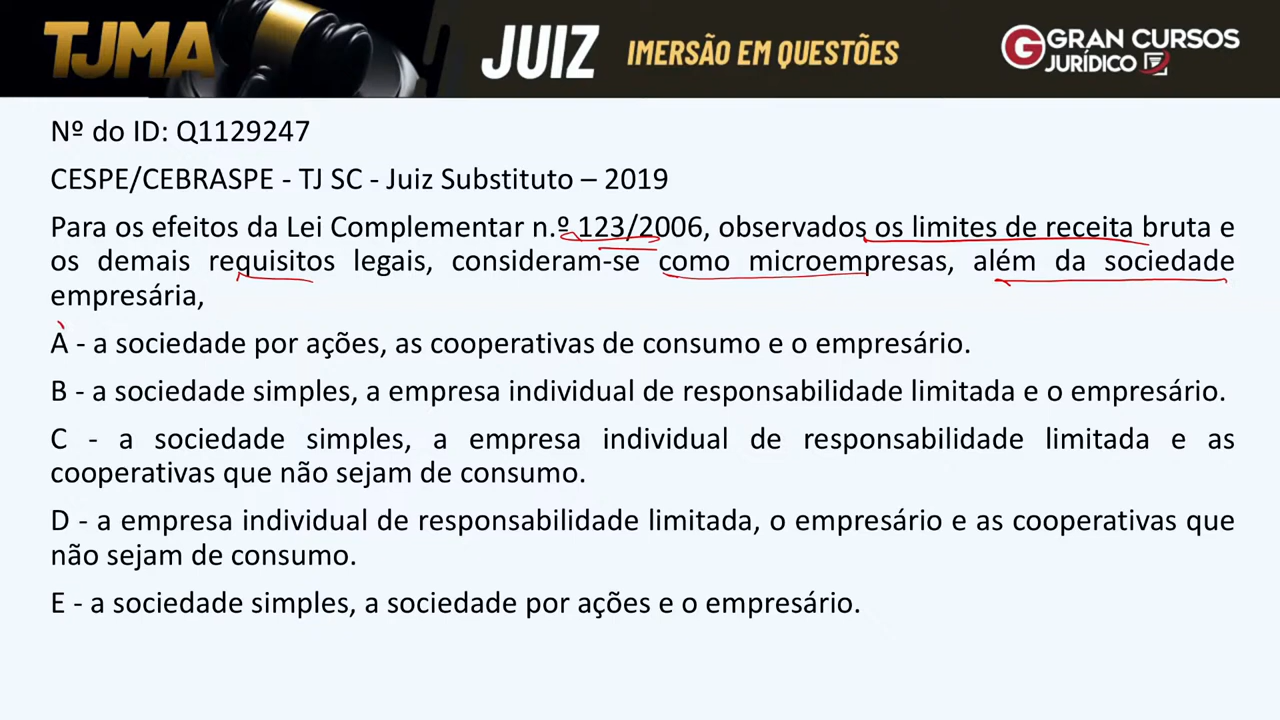 TJMA
JUIZ
IMERSÃO EM QUESTÕES
GRAN CURSOS
JURÍDICO
Nº do ID: Q1129247
CESPE/CEBRASPE - TJ SC - Juiz Substituto – 2019
Para os efeitos da Lei Complementar n.º 123/2006, observados os limites de receita bruta e
os demais requisitos legais, consideram-se como microempresas, além da sociedade
empresária,
A - a sociedade por ações, as cooperativas de consumo e o empresário.
B - a sociedade simples, a empresa individual de responsabilidade limitada e o empresário.
C - a sociedade simples, a empresa individual de responsabilidade limitada e as
cooperativas que não sejam de consumo.
D - a empresa individual de responsabilidade limitada, o empresário e as cooperativas que
não sejam de consumo.
E - a sociedade simples, a sociedade por ações e o empresário.